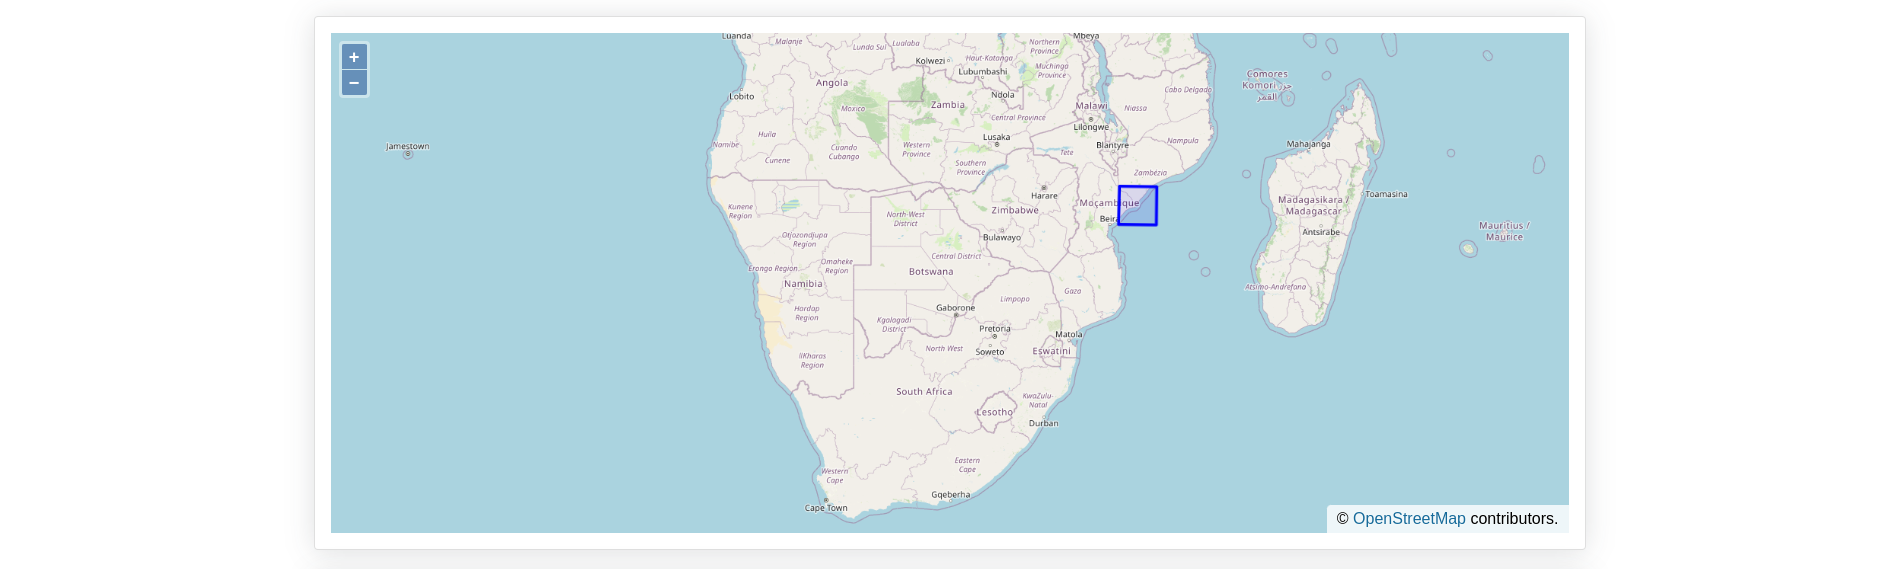 +
−
Luanda
Malanje
Lundo Sul
Lualaba
Kolwezi
Haut-Katanga
Lubumbashi
Northern
Province
Mbeya
Muchinga
Province
Angola
Lobito
Moxico
Zambia
Ndola
Central Province
Malawi
Niassa
Cabo Delgado
Comores
Komori جزر
القمر
Jamestown
Huíla
Namibe
Cunene
Cuando
Cubango
Western
Province
Lusaka
Southern
Province
Lilongwe
Blantyre
Tete
Nampula
Zambézia
Mahajanga
Harare
Zimbabwe
Moçambique
Beira
Toamasina
Madagasikara /
Madagascar
Antsirabe
Mauritius /
Maurice
Kunene
Region
North-West
District
Otjozondjupa
Region
Bulawayo
Erongo Region
Omaheke
Region
Central District
Botswana
Namibia
Gaza
Atsimo-Andrefana
Limpopo
Hardap
Region
Gaborone
Kgalagadi
District
Pretoria
Matola
Soweto
North West
Eswatini
ǁKharas
Region
South Africa
KwaZulu-
Natal
Lesotho
Durban
Western
Cape
Eastern
Cape
Gqeberha
Cape Town
© OpenStreetMap contributors.